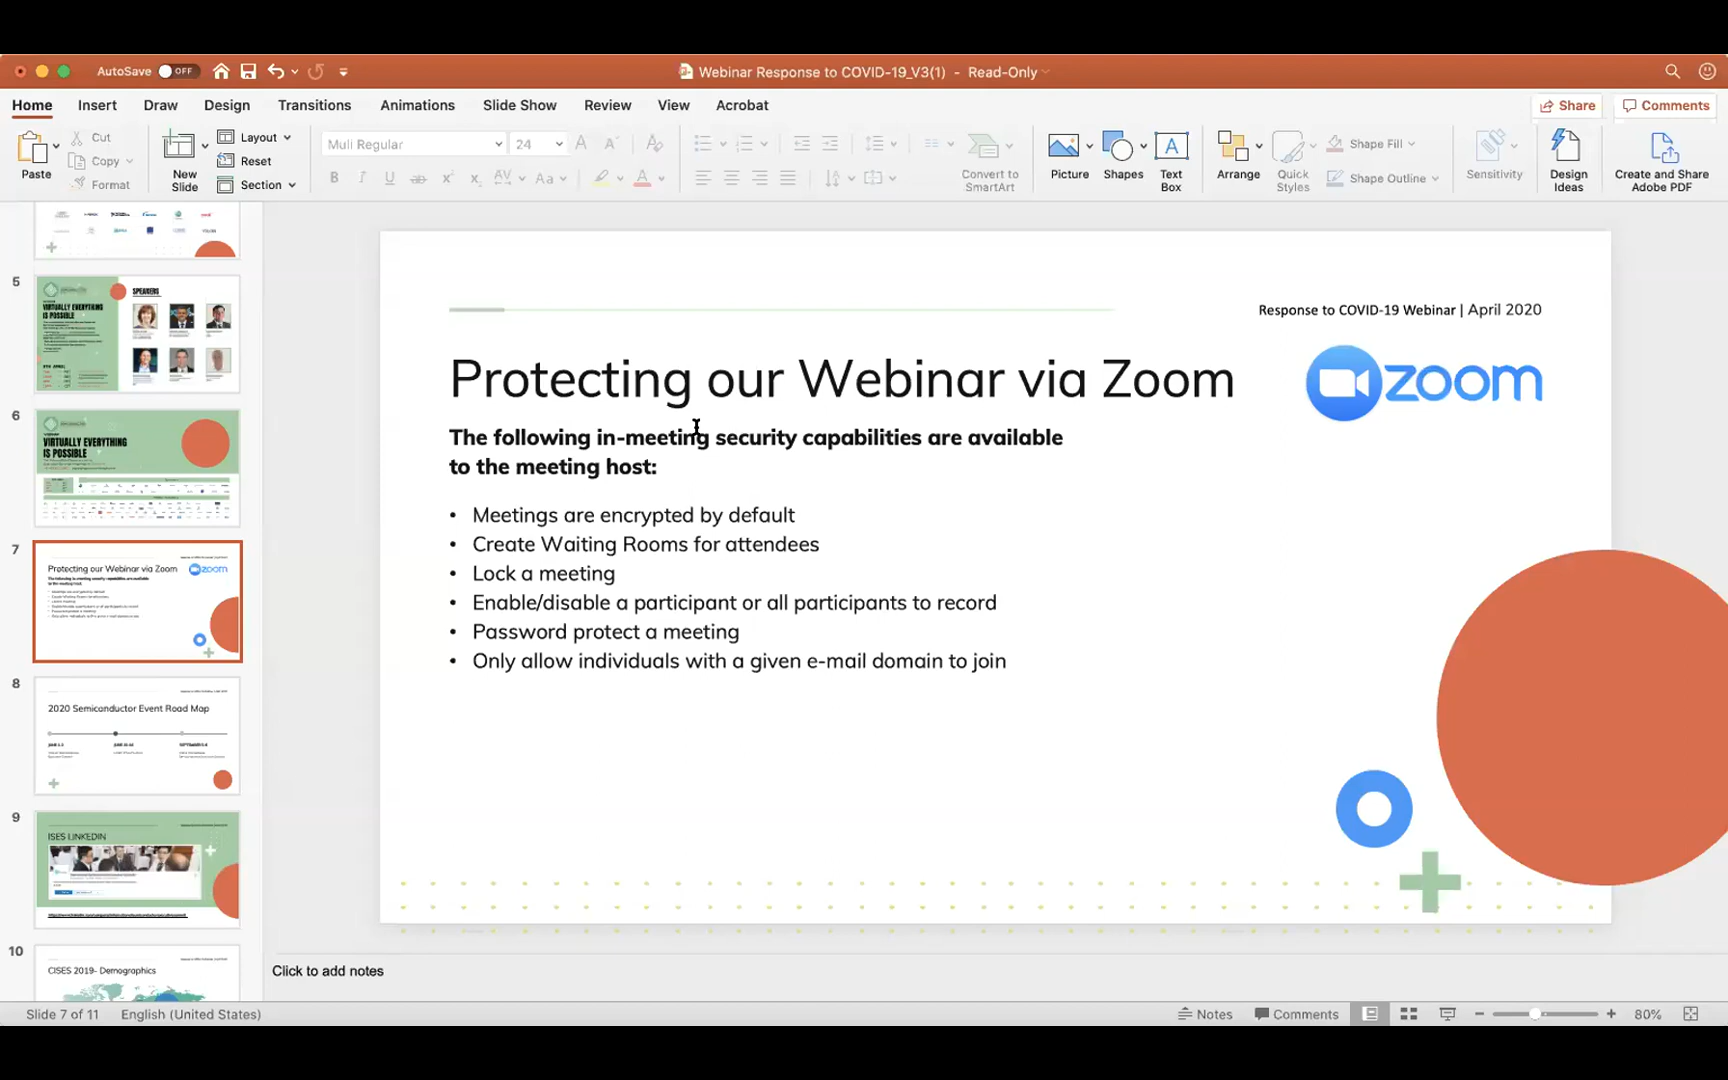 AutoSave OFF
Webinar Response to COVID-19_V3(1) - Read-Only
Home Insert Draw Design Transitions Animations Slide Show Review View Acrobat Share Comments
Paste
Cut
Copy
Format
New Slide
Layout
Reset
Section
Muli Regular 24
B I U ab X² X₂ AV Aa A
Convert to SmartArt
Picture
Shapes
Text Box
Arrange
Quick Styles
Shape Fill
Shape Outline
Sensitivity
Design Ideas
Create and Share Adobe PDF
5
VIRTUALLY EVERYTHING
IS POSSIBLE
SPEAKERS
6
VIRTUALLY EVERYTHING
IS POSSIBLE
7
Protecting our Webinar via Zoom
zoom
8
2020 Semiconductor Event Road Map
9
ISES LINKEDIN
10
CISES 2019- Demographics
Response to COVID-19 Webinar | April 2020
Protecting our Webinar via Zoom
zoom
The following in-meeting security capabilities are available
to the meeting host:
• Meetings are encrypted by default
• Create Waiting Rooms for attendees
• Lock a meeting
• Enable/disable a participant or all participants to record
• Password protect a meeting
• Only allow individuals with a given e-mail domain to join
Click to add notes
Slide 7 of 11 English (United States) Notes Comments 80%